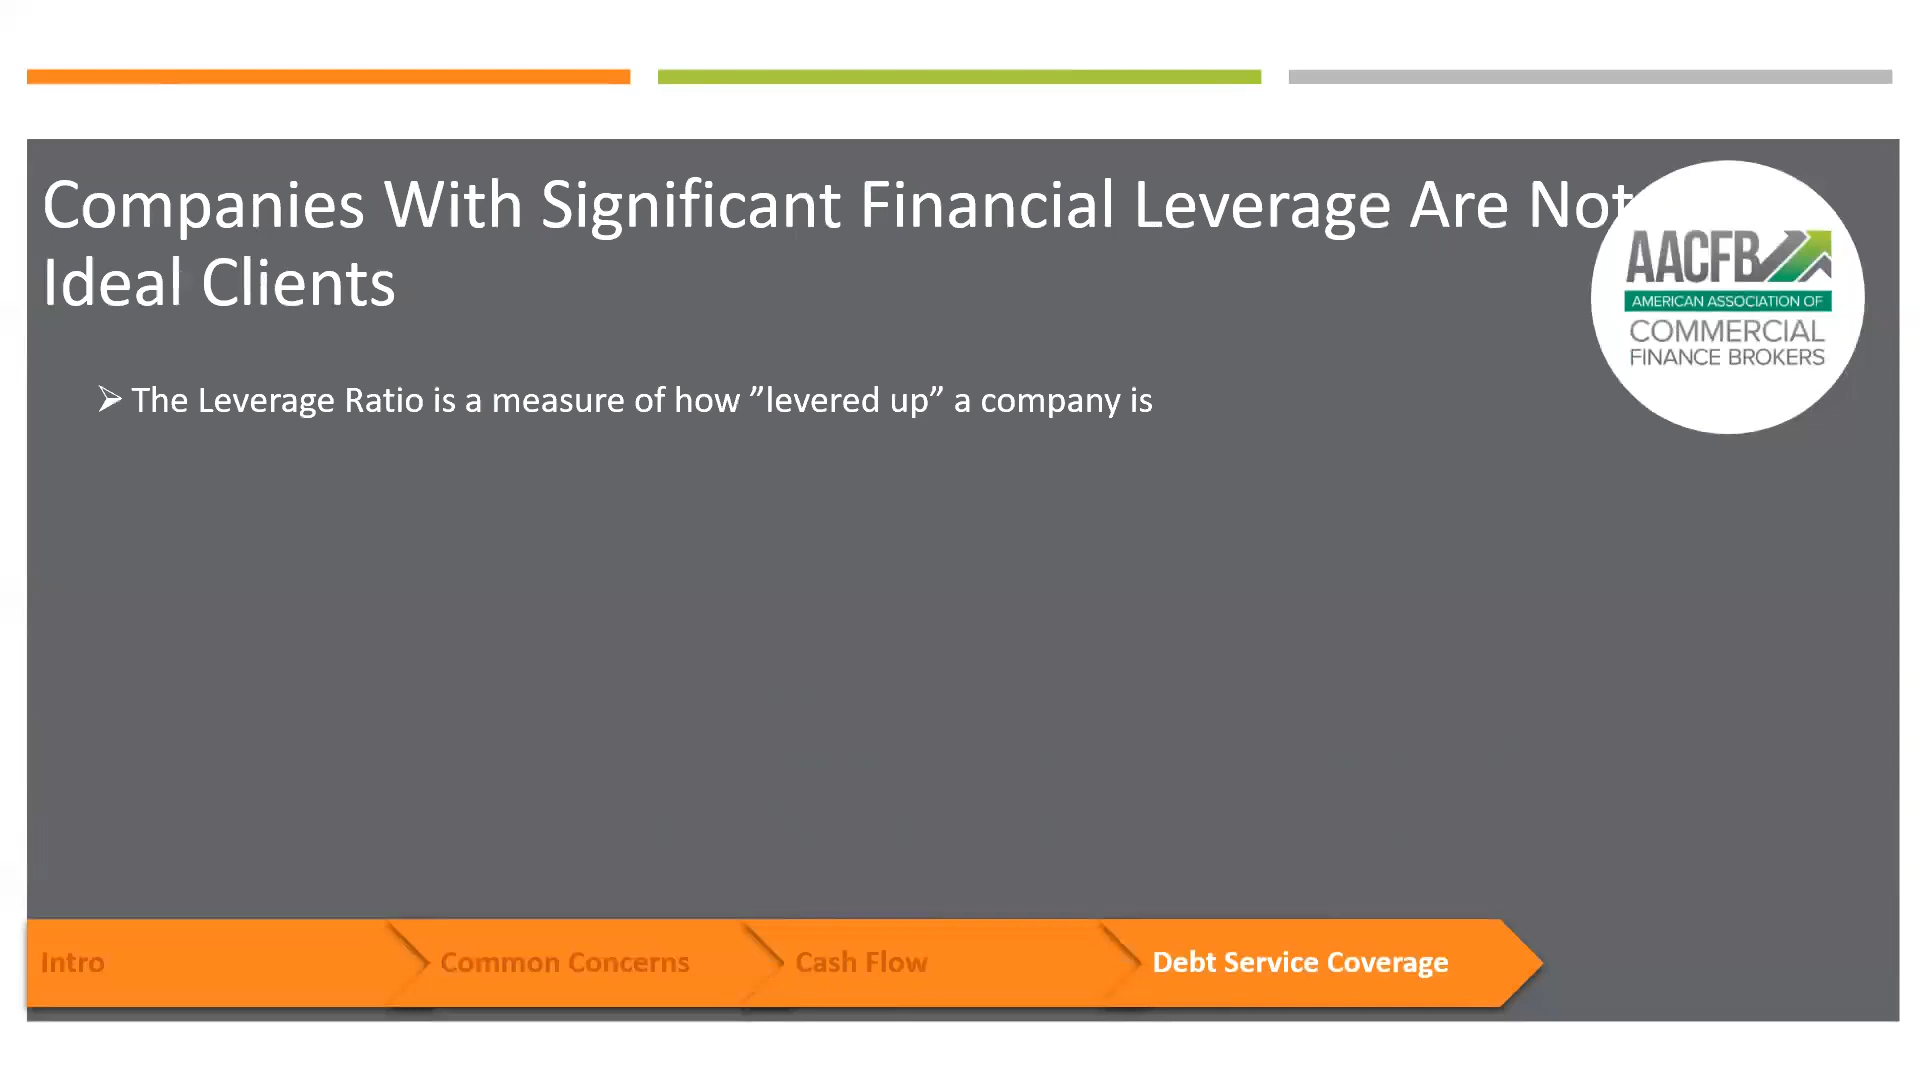 Companies With Significant Financial Leverage Are Not
Ideal Clients
AACFB
AMERICAN ASSOCIATION OF
COMMERCIAL
FINANCE BROKERS
➢ The Leverage Ratio is a measure of how ”levered up” a company is
Intro
Common Concerns
Cash Flow
Debt Service Coverage